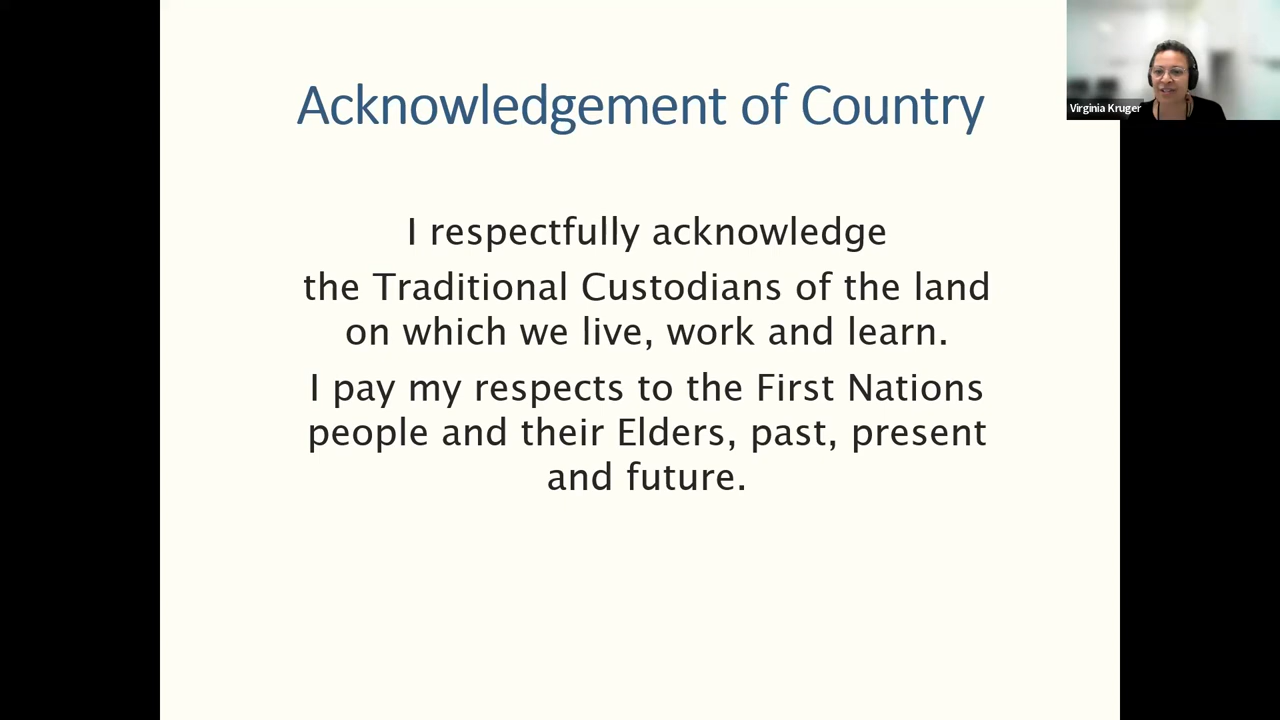 Acknowledgement of Country
Virginia Kruger
I respectfully acknowledge
the Traditional Custodians of the land
on which we live, work and learn.
I pay my respects to the First Nations
people and their Elders, past, present
and future.